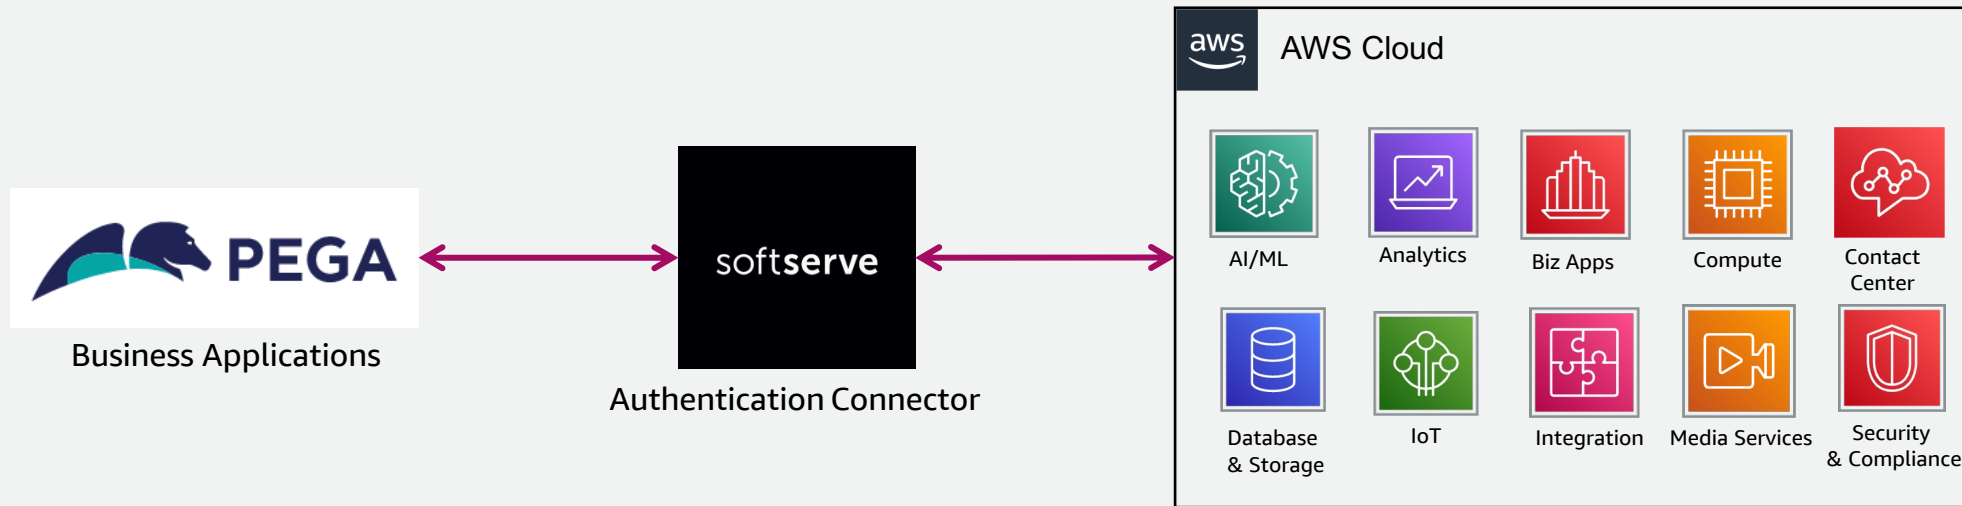 aws
AWS Cloud
PEGA
Business Applications
softserve
Authentication Connector
AI/ML
Analytics
Biz Apps
Compute
Contact
Center
Database
& Storage
IoT
Integration
Media Services
Security
& Compliance